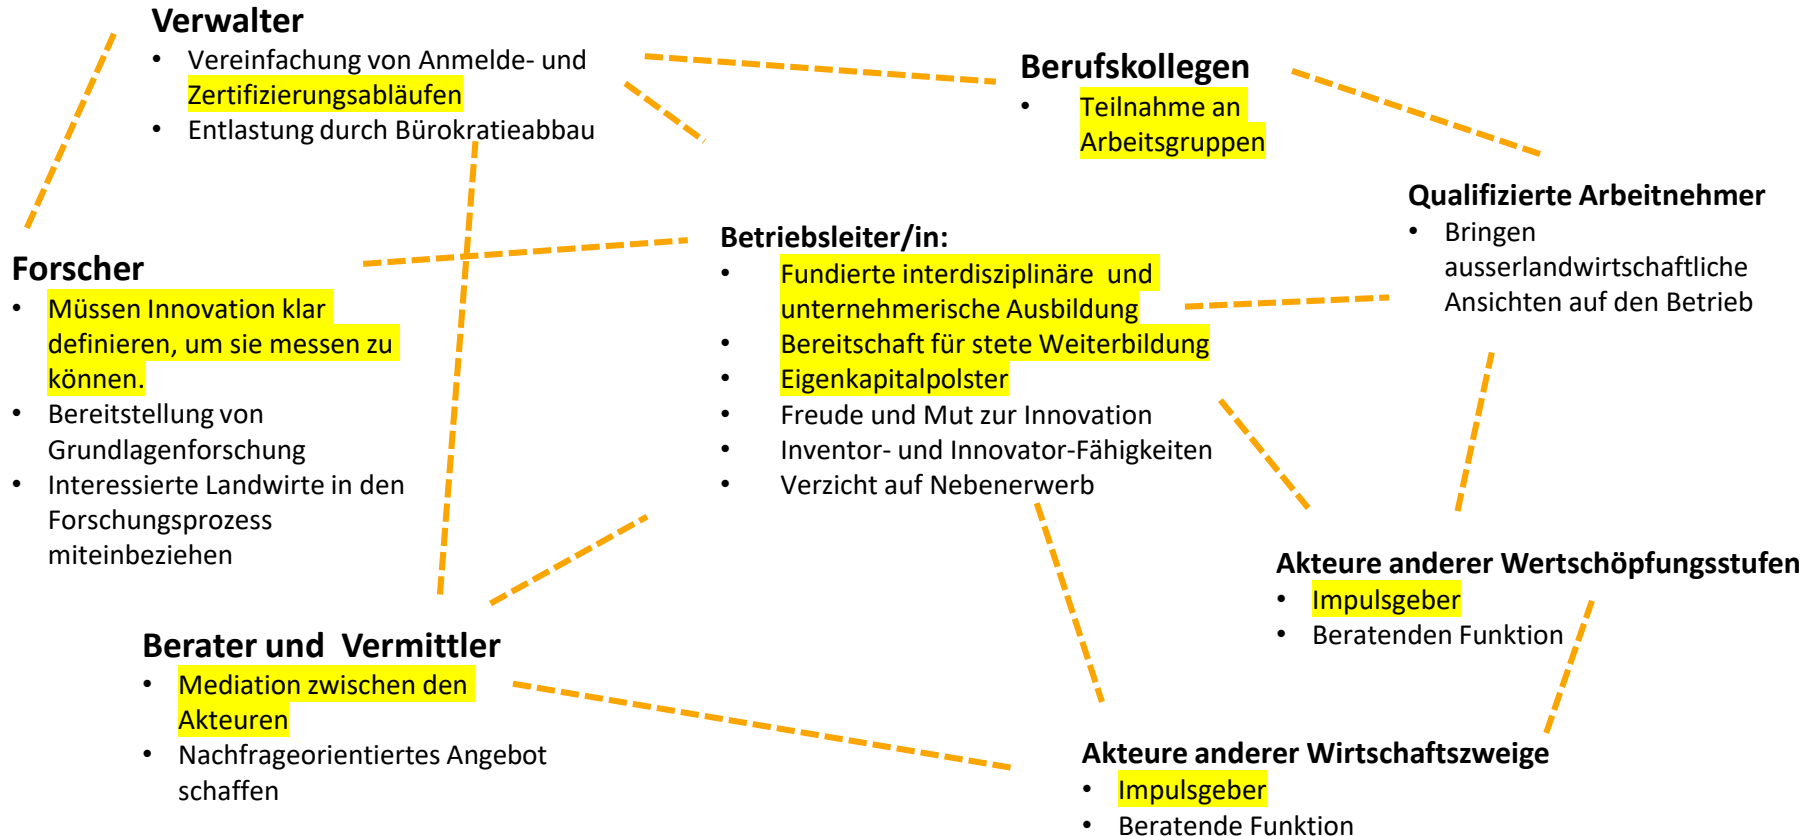 Verwalter
• Vereinfachung von Anmelde- und
Zertifizierungsabläufen
• Entlastung durch Bürokratieabbau
Berufskollegen
• Teilnahme an
Arbeitsgruppen
Qualifizierte Arbeitnehmer
• Bringen
ausserlandwirtschaftliche
Ansichten auf den Betrieb
Forscher
• Müssen Innovation klar
definieren, um sie messen zu
können.
• Bereitstellung von
Grundlagenforschung
• Interessierte Landwirte in den
Forschungsprozess
miteinbeziehen
Betriebsleiter/in:
• Fundierte interdisziplinäre und
unternehmerische Ausbildung
• Bereitschaft für stete Weiterbildung
• Eigenkapitalpolster
• Freude und Mut zur Innovation
• Inventor- und Innovator-Fähigkeiten
• Verzicht auf Nebenerwerb
Akteure anderer Wertschöpfungsstufen
• Impulsgeber
• Beratenden Funktion
Berater und Vermittler
• Mediation zwischen den
Akteuren
• Nachfrageorientiertes Angebot
schaffen
Akteure anderer Wirtschaftszweige
• Impulsgeber
• Beratende Funktion